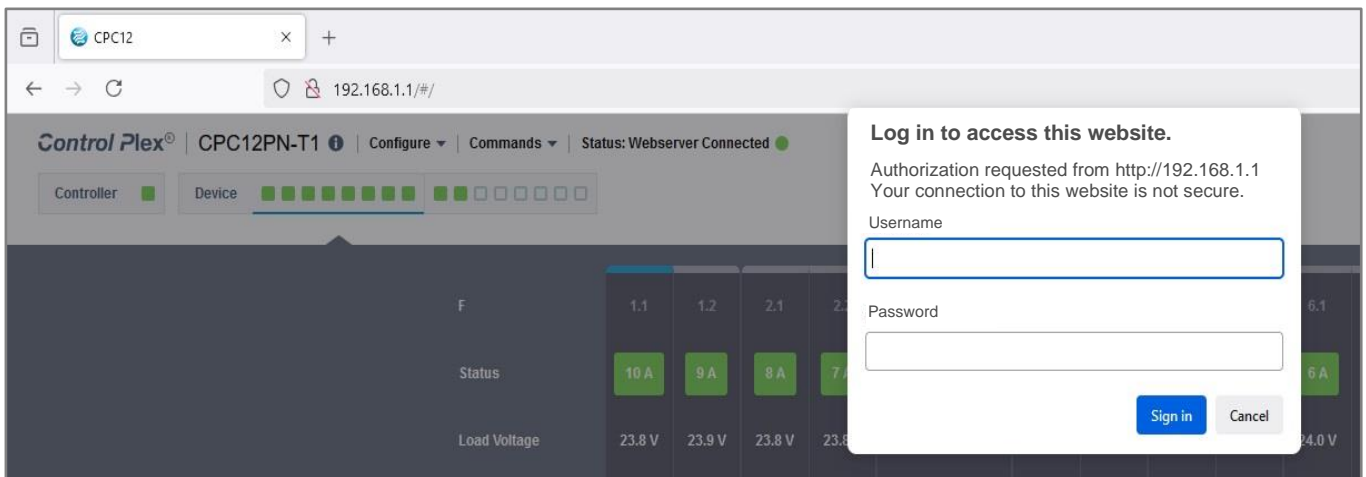 CPC12
192.168.1.1/#/
Control Plex® CPC12PN-T1 Configure Commands Status: Webserver Connected
Controller Device
Log in to access this website.
Authorization requested from http://192.168.1.1
Your connection to this website is not secure.
Username
Password
Sign in Cancel
F 1.1 1.2 2.1 6.1
Status 10 A 9 A 8 A 6 A
Load Voltage 23.8 V 23.9 V 23.8 V 24.0 V